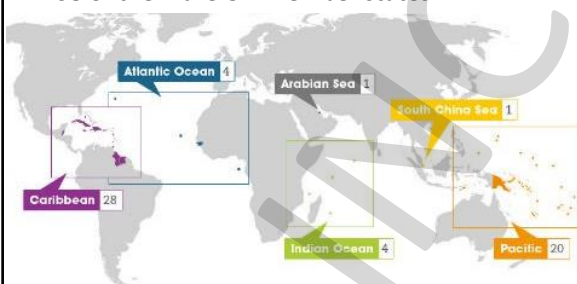 Atlantic Ocean 4
Arabian Sea 1
South China Sea 1
Caribbean 28
Indian Ocean 4
Pacific 20